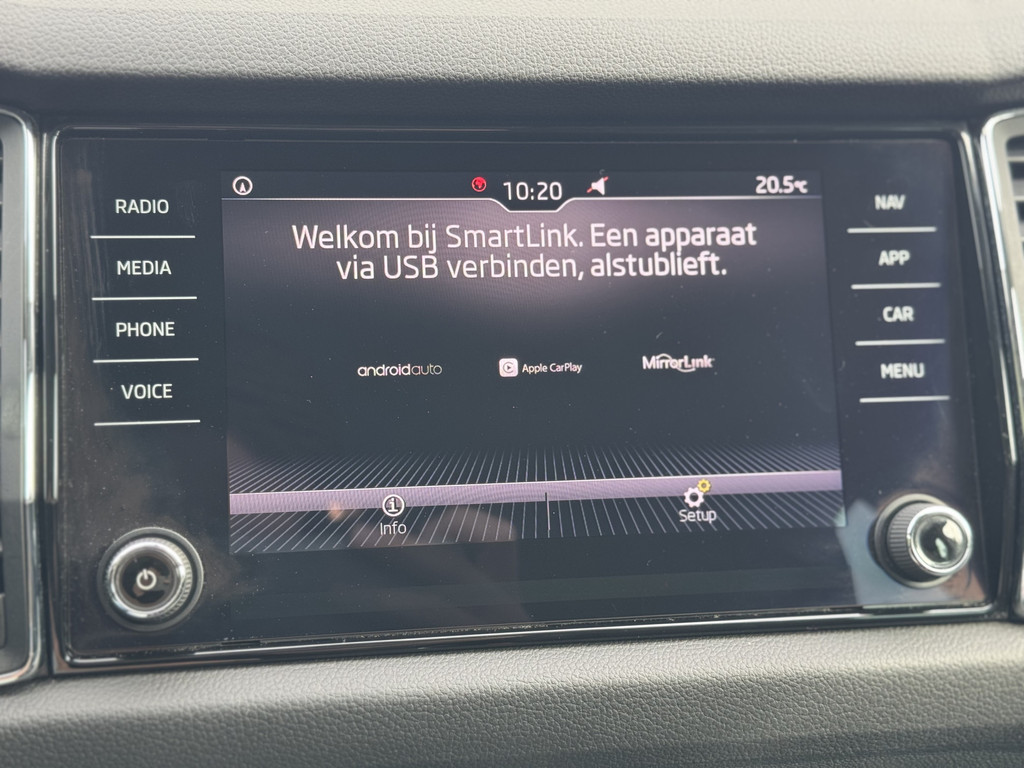 RADIO
MEDIA
PHONE
VOICE
10:20
20.5°C
Welkom bij SmartLink. Een apparaat
via USB verbinden, alstublieft.
androidauto
Apple CarPlay
MirrorLink
Info
Setup
NAV
APP
CAR
MENU